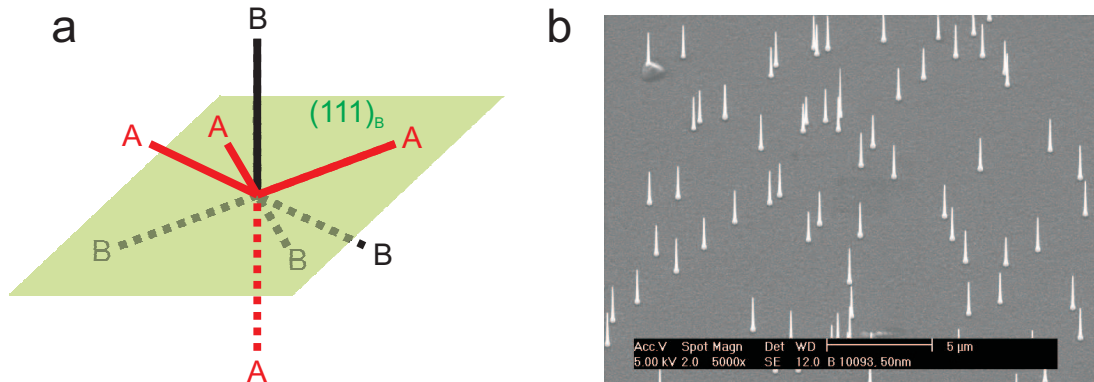 a
B
(111)B
A
A
A
B
B
B
A
b
Acc.V Spot Magn Det WD 5 µm
5.00 kV 2.0 5000x SE 12.0 B 10093, 50nm